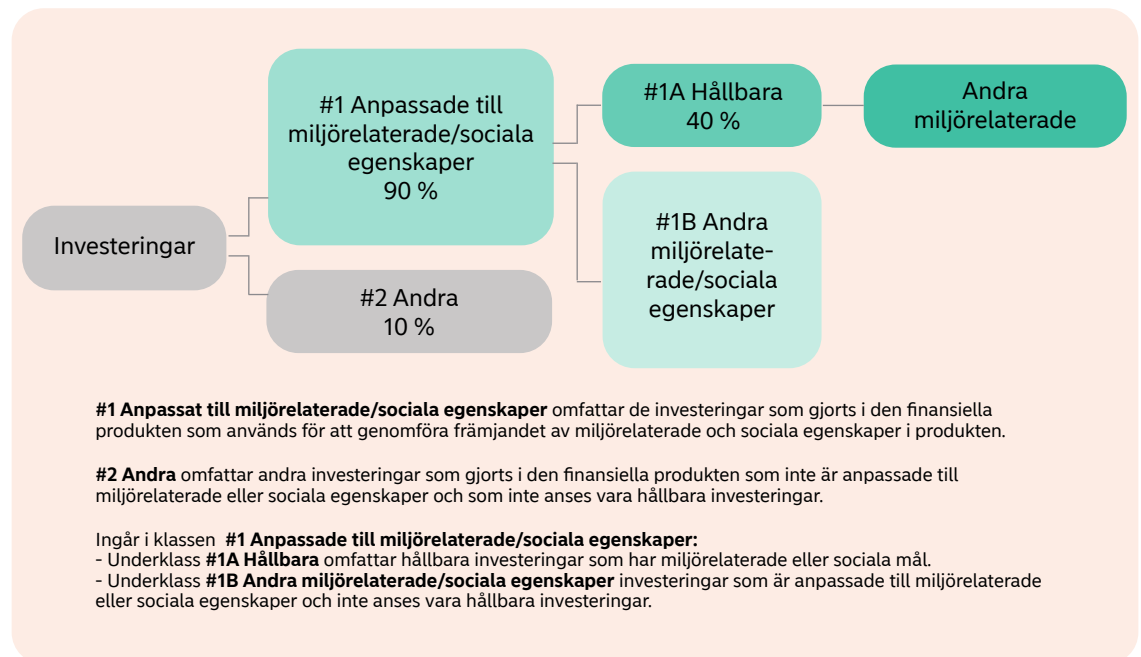 #1 Anpassade till
miljörelaterade/sociala
egenskaper
90 %
#1A Hållbara
40 %
Andra
miljörelaterade
Investeringar
#2 Andra
10 %
#1B Andra
miljörelate-
rade/sociala
egenskaper
#1 Anpassat till miljörelaterade/sociala egenskaper omfattar de investeringar som gjorts i den finansiella
produkten som används för att genomföra främjandet av miljörelaterade och sociala egenskaper i produkten.
#2 Andra omfattar andra investeringar som gjorts i den finansiella produkten som inte är anpassade till
miljörelaterade eller sociala egenskaper och som inte anses vara hållbara investeringar.
Ingår i klassen #1 Anpassade till miljörelaterade/sociala egenskaper:
- Underklass #1A Hållbara omfattar hållbara investeringar som har miljörelaterade eller sociala mål.
- Underklass #1B Andra miljörelaterade/sociala egenskaper investeringar som är anpassade till miljörelaterade
eller sociala egenskaper och inte anses vara hållbara investeringar.